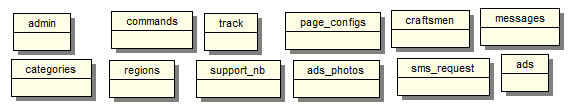 admin
commands
track
page_configs
craftsmen
messages
categories
regions
support_nb
ads_photos
sms_request
ads